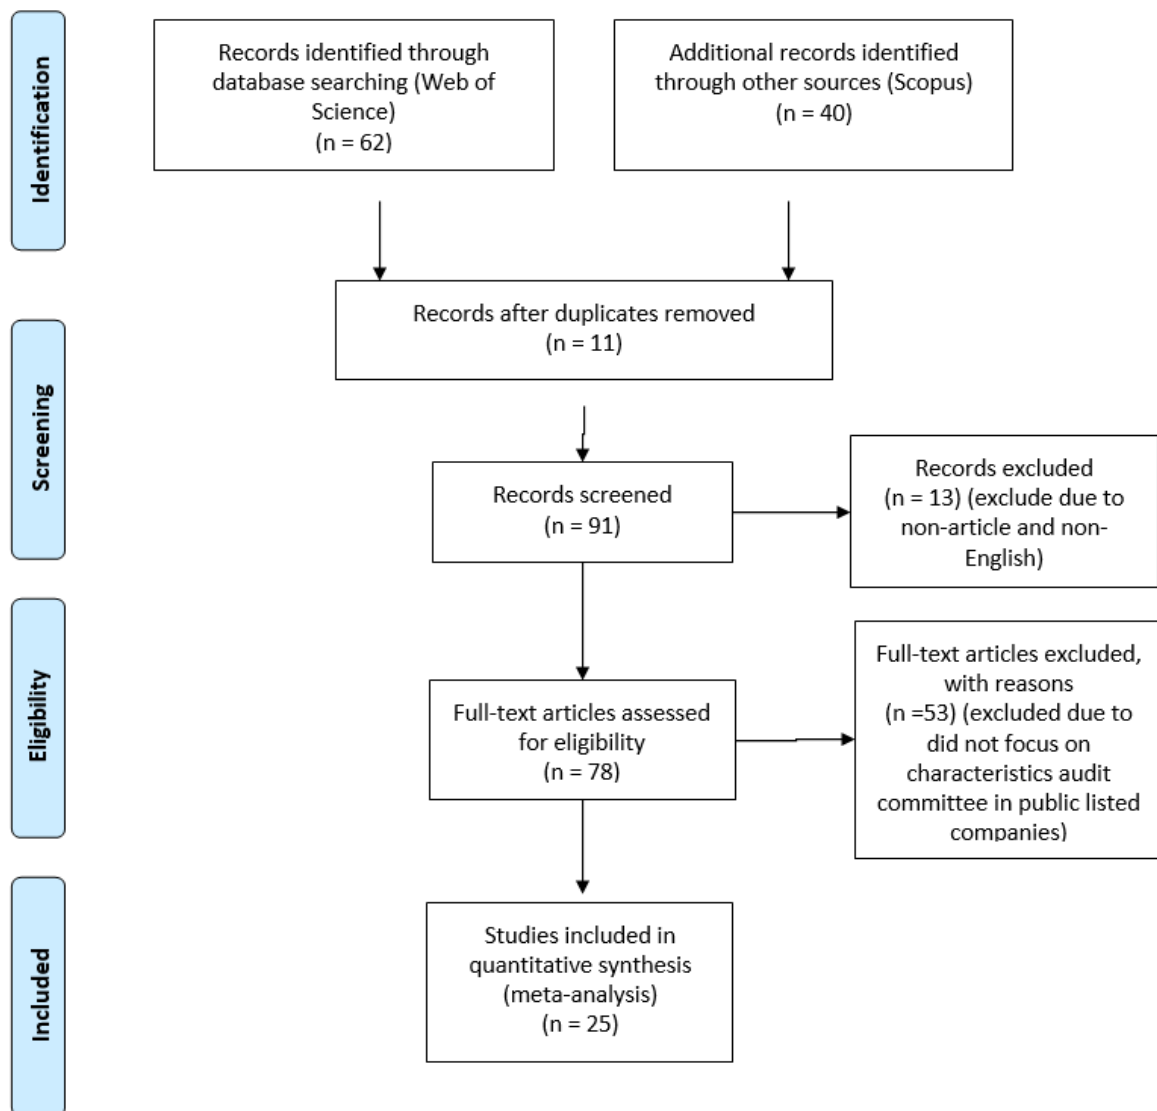 Identification
Records identified through
database searching (Web of
Science)
(n = 62)
Additional records identified
through other sources (Scopus)
(n = 40)
Records after duplicates removed
(n = 11)
Screening
Records screened
(n = 91)
Records excluded
(n = 13) (exclude due to
non-article and non-
English)
Eligibility
Full-text articles assessed
for eligibility
(n = 78)
Full-text articles excluded,
with reasons
(n =53) (excluded due to
did not focus on
characteristics audit
committee in public listed
companies)
Included
Studies included in
quantitative synthesis
(meta-analysis)
(n = 25)